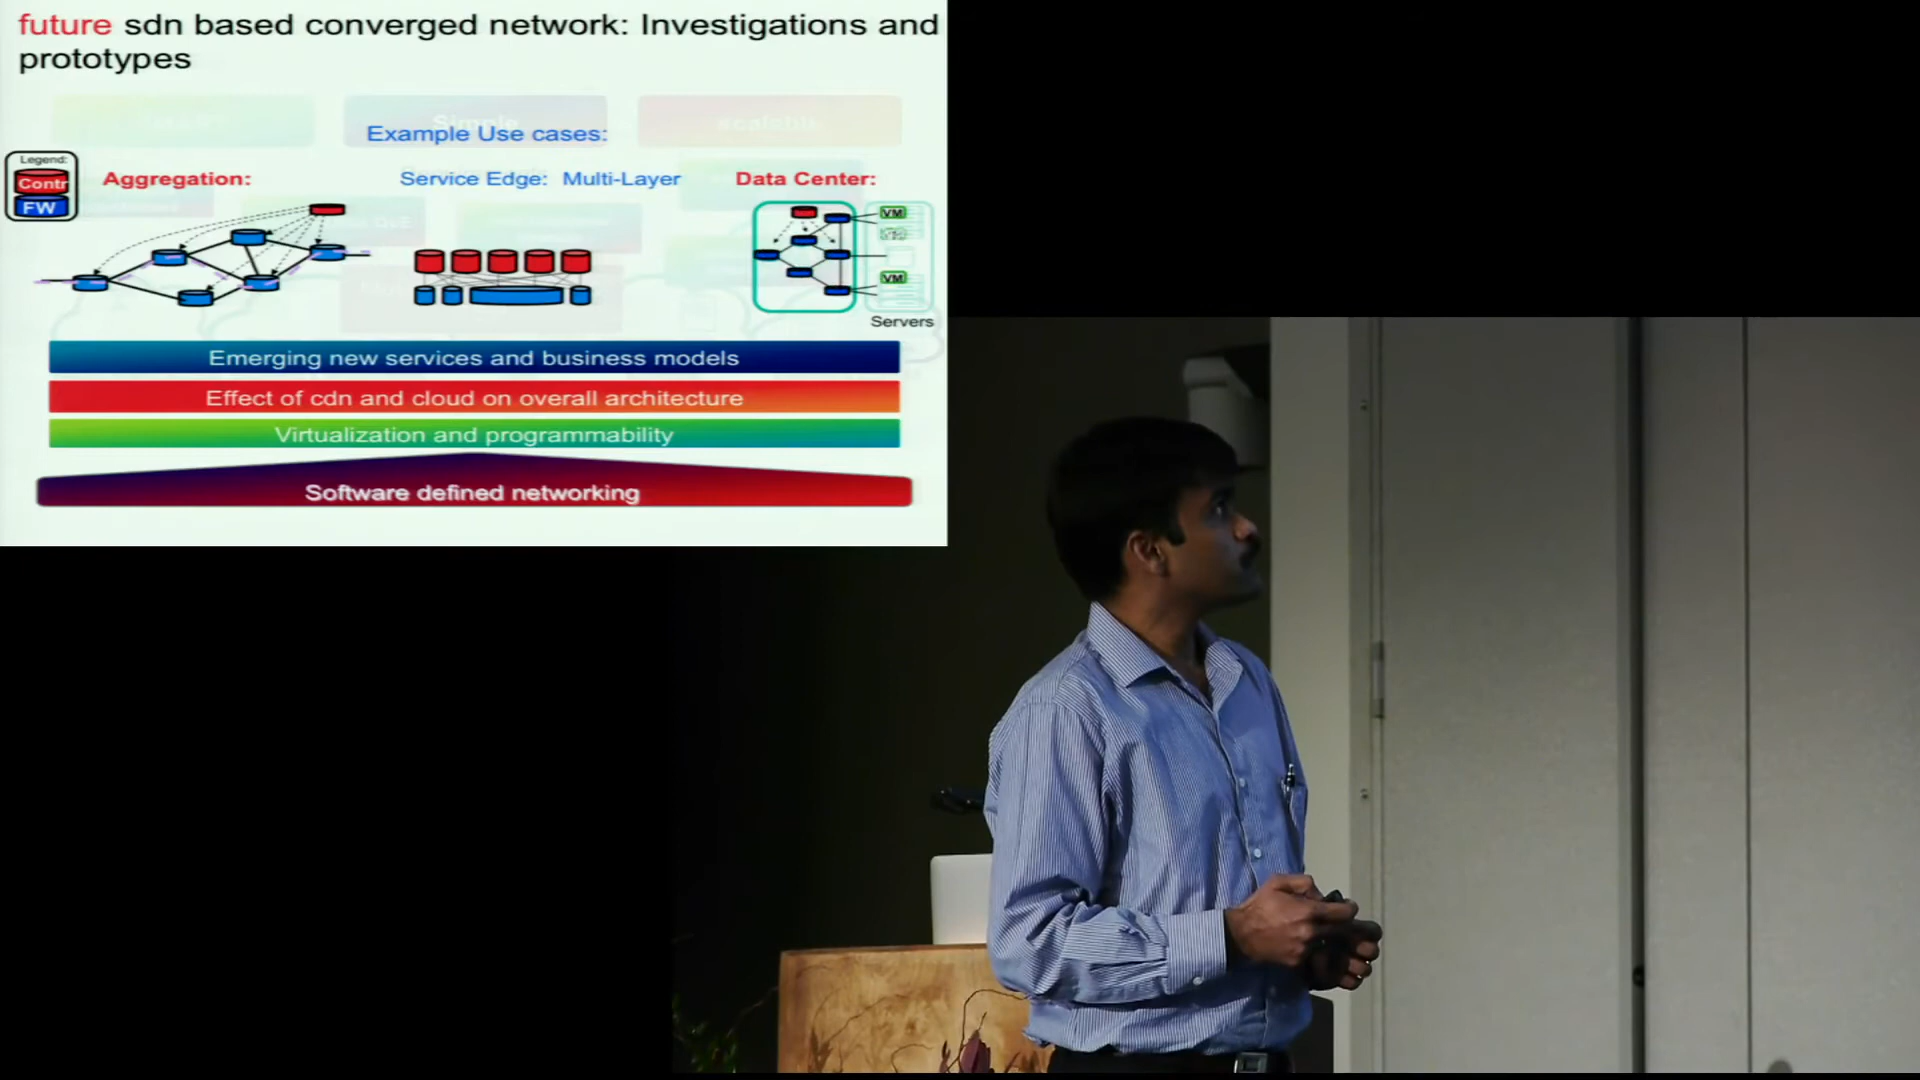 future sdn based converged network: Investigations and
prototypes
Simple
scalable
Example Use cases:
Legend:
Contr
FW
Aggregation:
Service Edge: Multi-Layer
Data Center:
VM
VM
Servers
Emerging new services and business models
Effect of cdn and cloud on overall architecture
Virtualization and programmability
Software defined networking